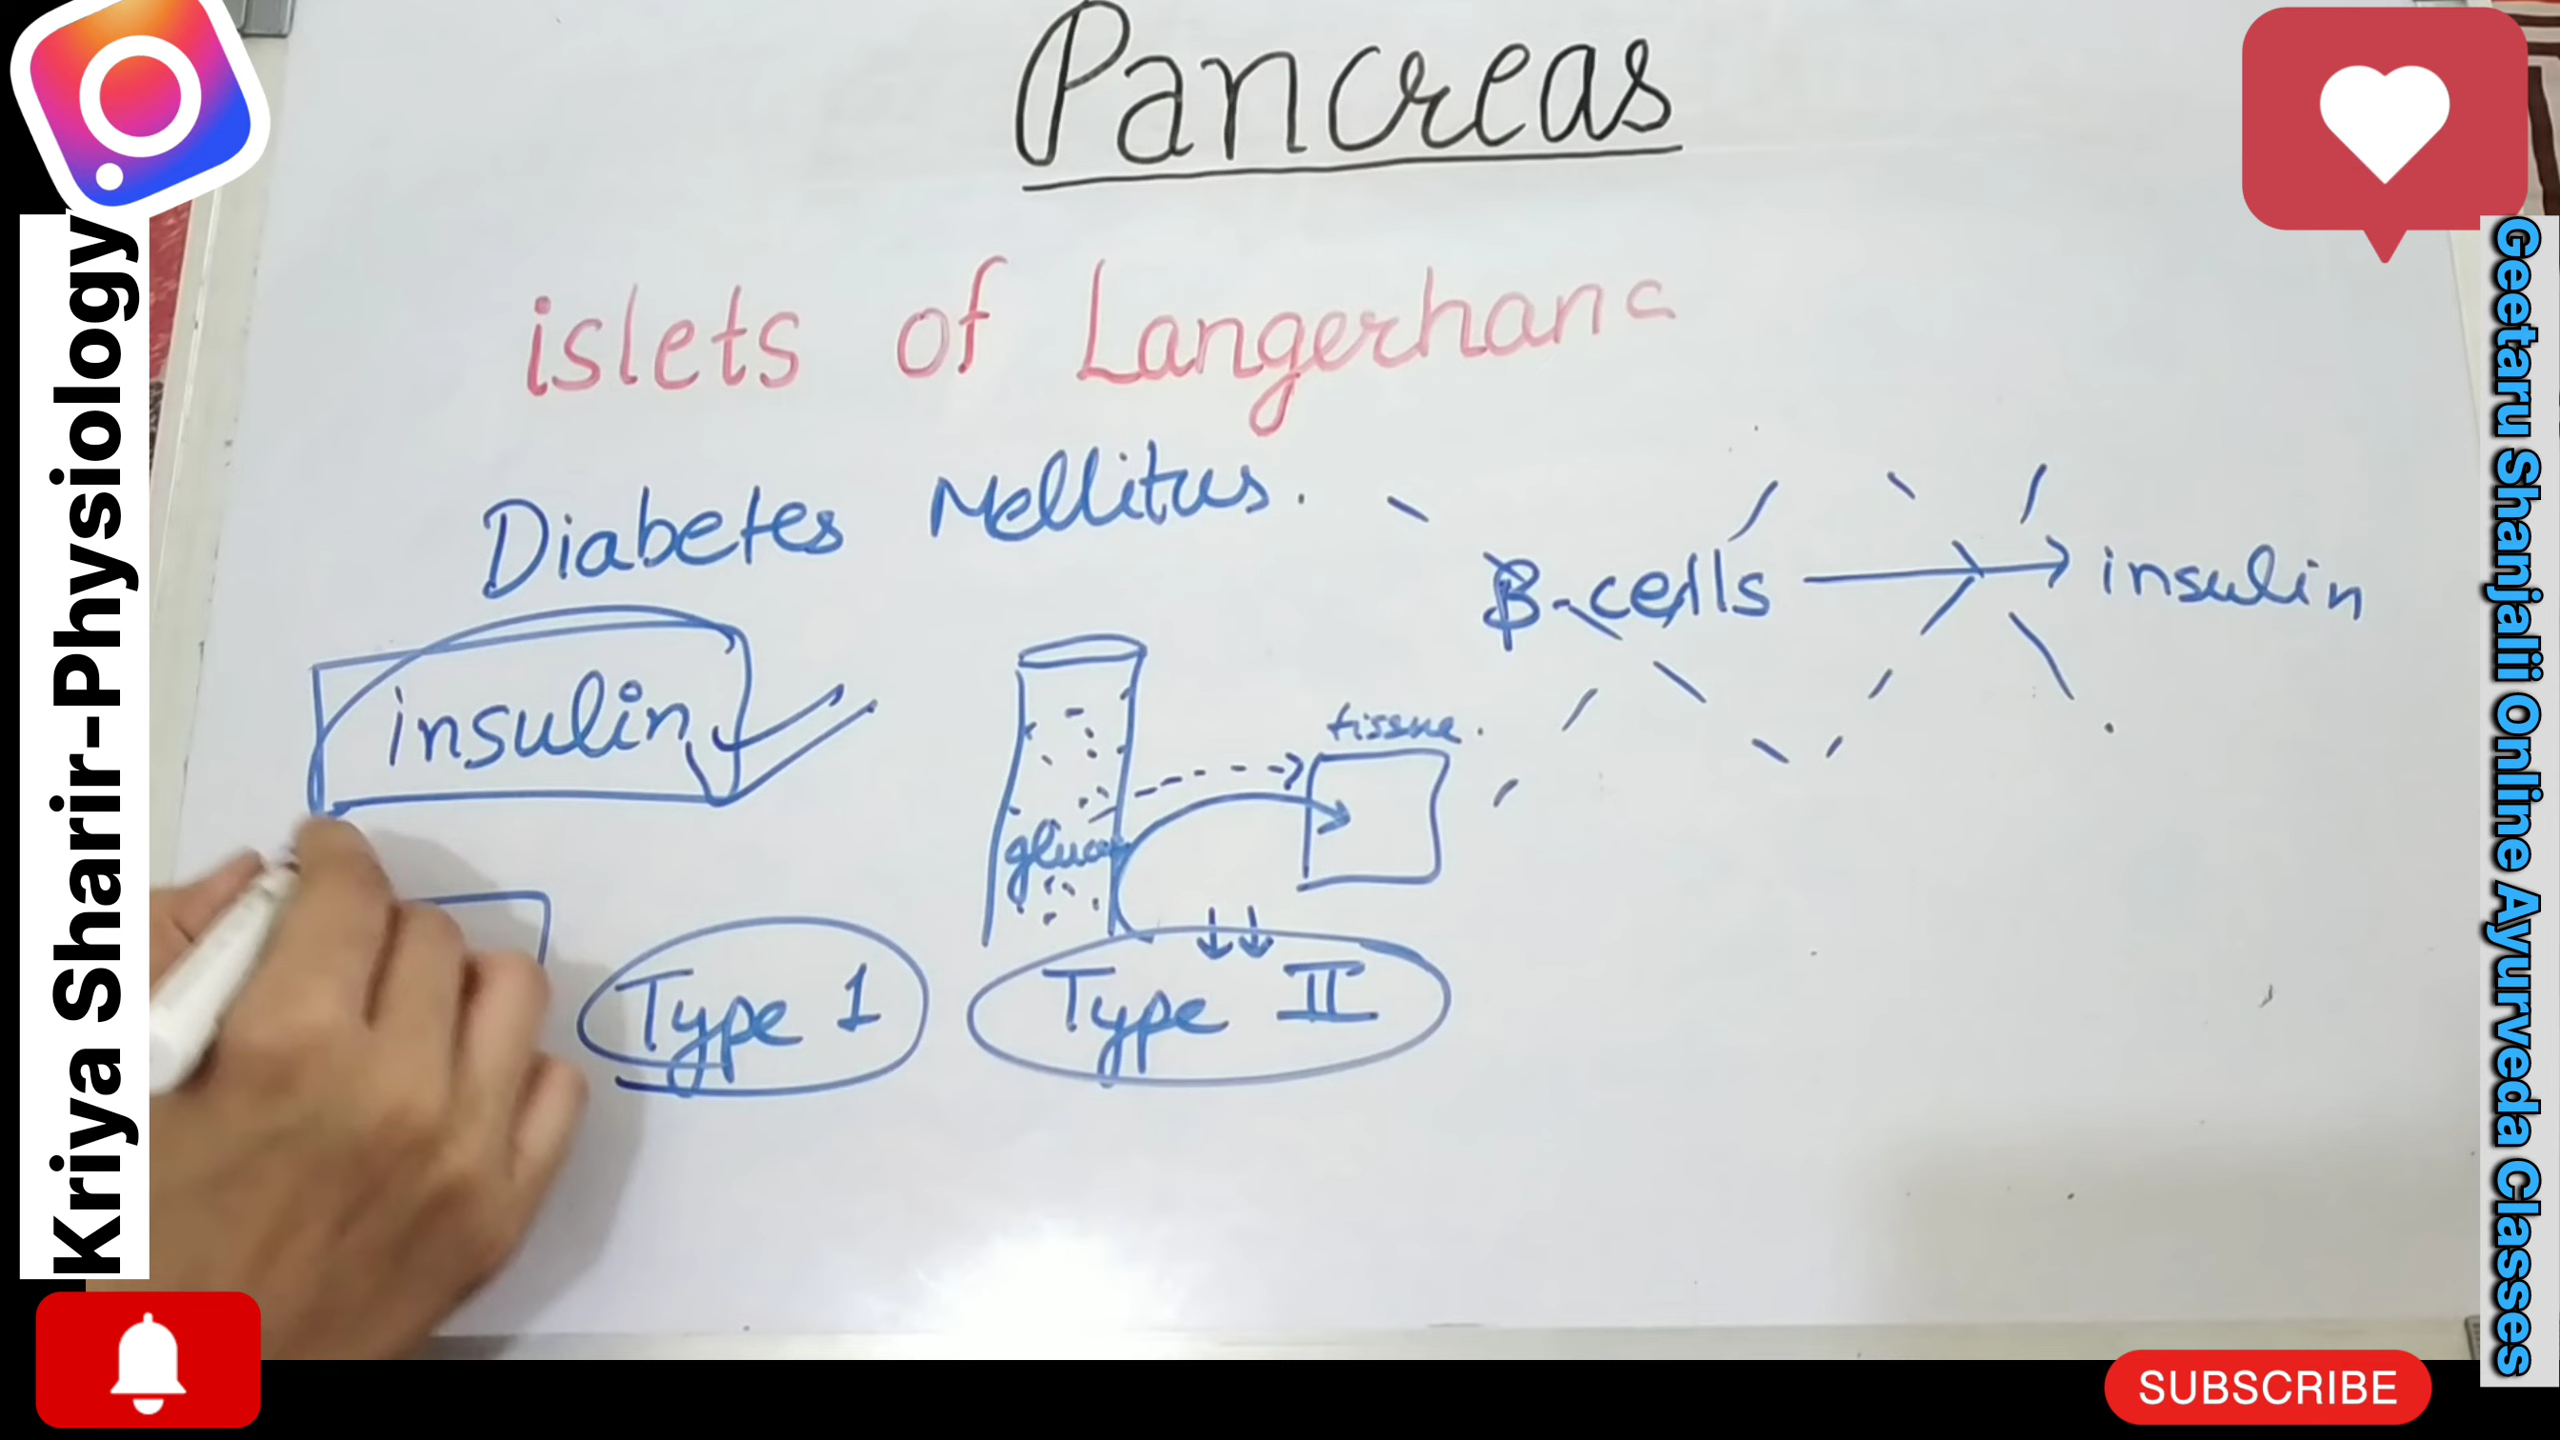 Pancreas
islets of Langerhans
Diabetes Mellitus.
B-cells
insulin
insulin
tissue
Type 1
Type II
Kriya Sharir-Physiology
Geetaru Shanjalii Online Ayurveda Classes
SUBSCRIBE